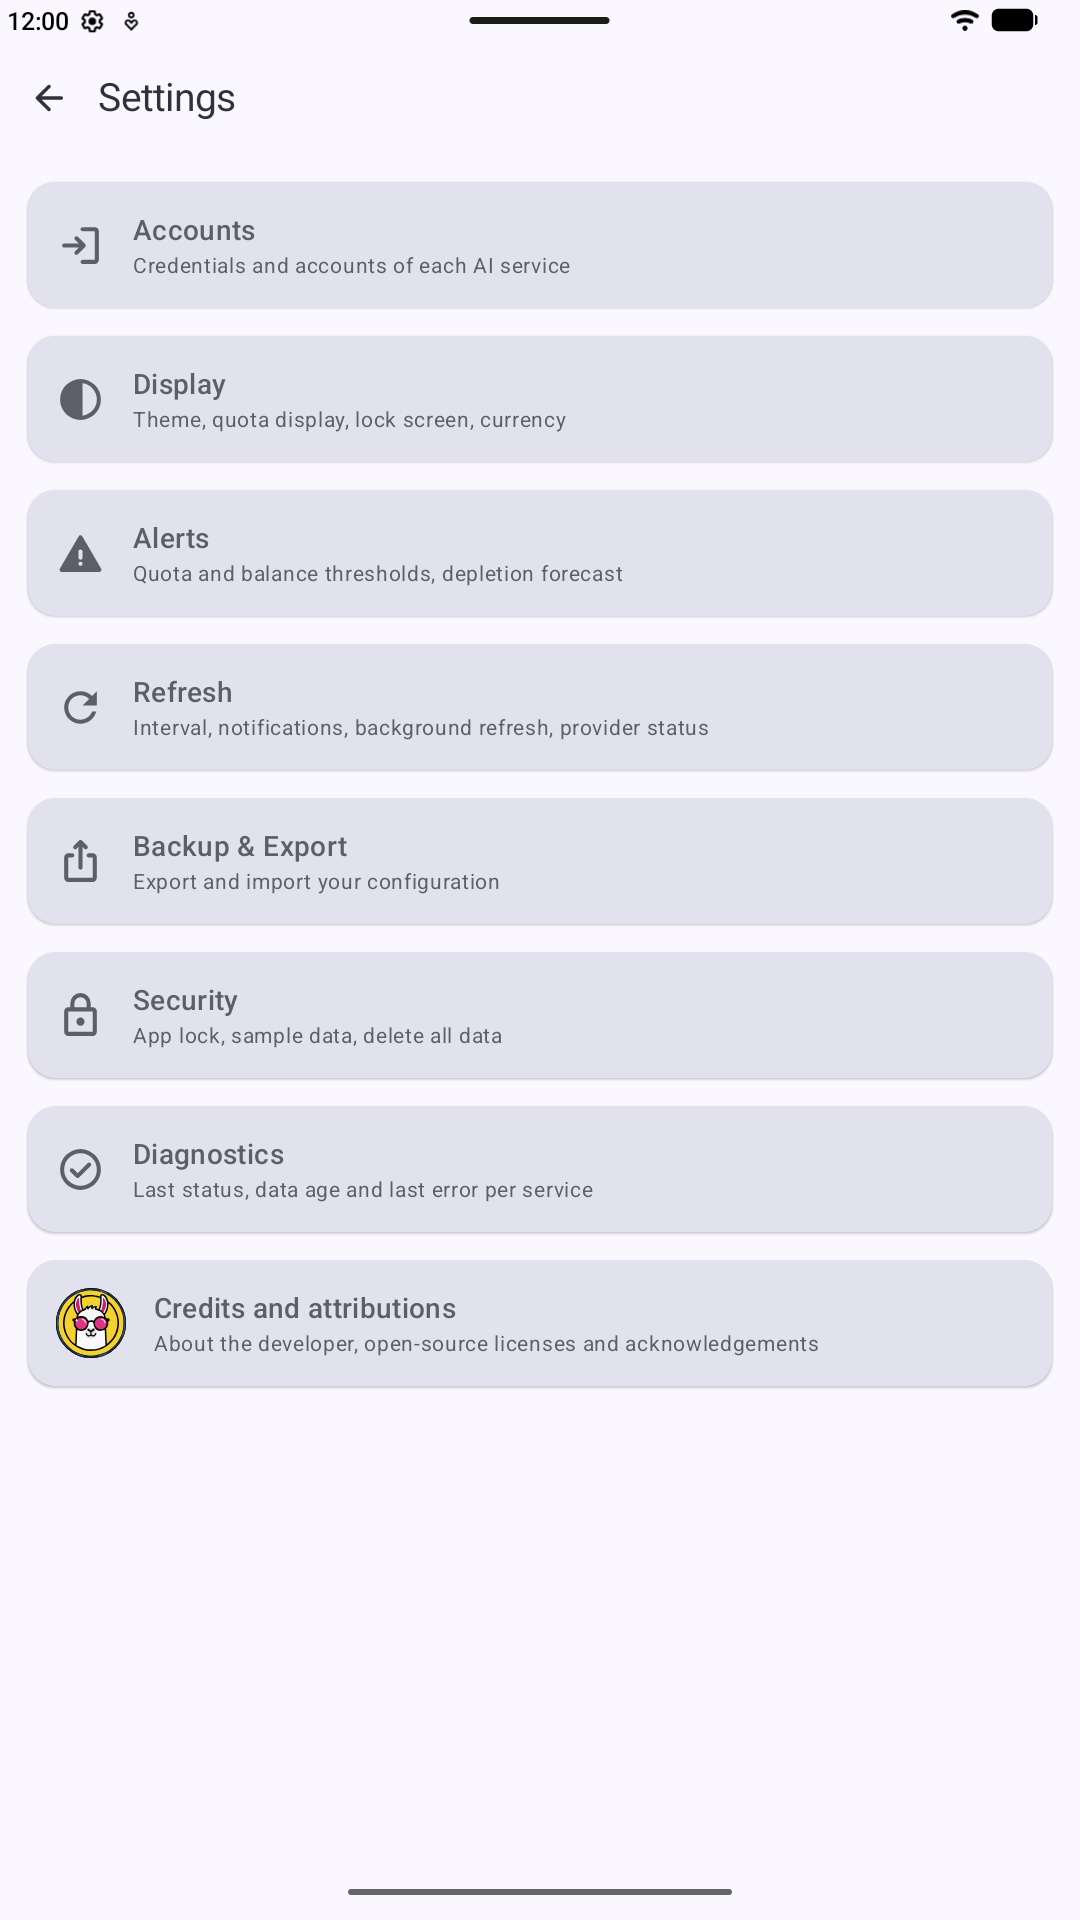 12:00
Settings
Accounts
Credentials and accounts of each AI service
Display
Theme, quota display, lock screen, currency
Alerts
Quota and balance thresholds, depletion forecast
Refresh
Interval, notifications, background refresh, provider status
Backup & Export
Export and import your configuration
Security
App lock, sample data, delete all data
Diagnostics
Last status, data age and last error per service
Credits and attributions
About the developer, open-source licenses and acknowledgements